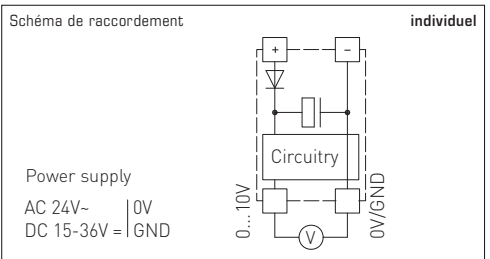 Schéma de raccordement
individuel
+ −
Circuitry
Power supply
AC 24V~ 0V
DC 15-36V = GND
0...10V
0V/GND
V